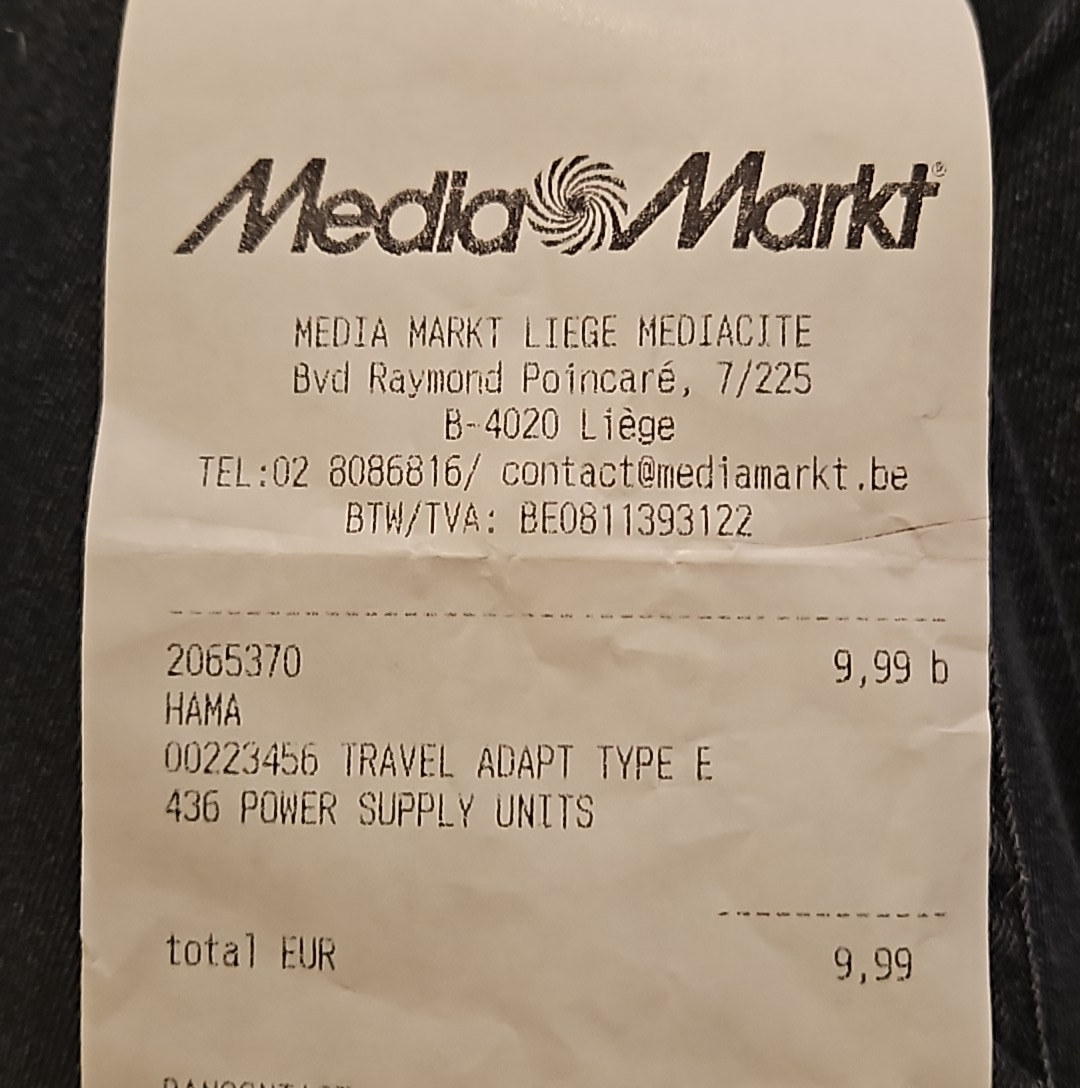 MediaMarkt®
MEDIA MARKT LIEGE MEDIACITE
Bvd Raymond Poincaré, 7/225
B-4020 Liège
TEL:02 8086816/ contact@mediamarkt.be
BTW/TVA: BE0811393122
2065370 9,99 b
HAMA
00223456 TRAVEL ADAPT TYPE E
436 POWER SUPPLY UNITS
total EUR 9,99